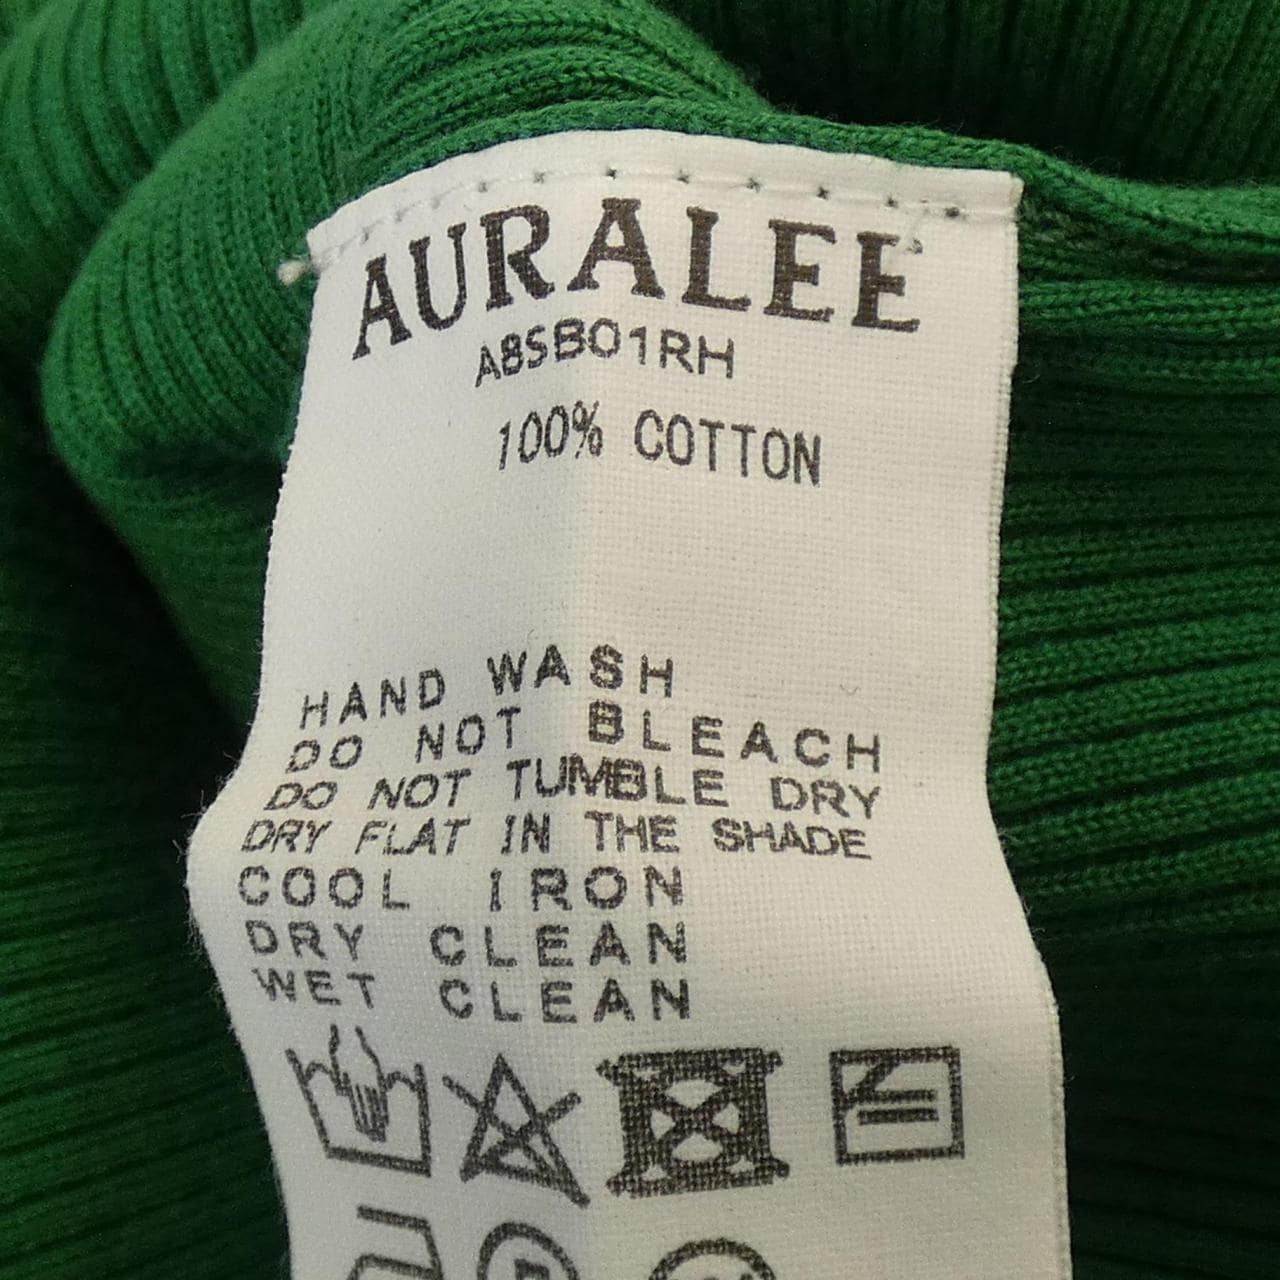 AURALEE
A8SB01RH
100% COTTON
HAND WASH
DO NOT BLEACH
DO NOT TUMBLE DRY
DRY FLAT IN THE SHADE
COOL IRON
DRY CLEAN
WET CLEAN